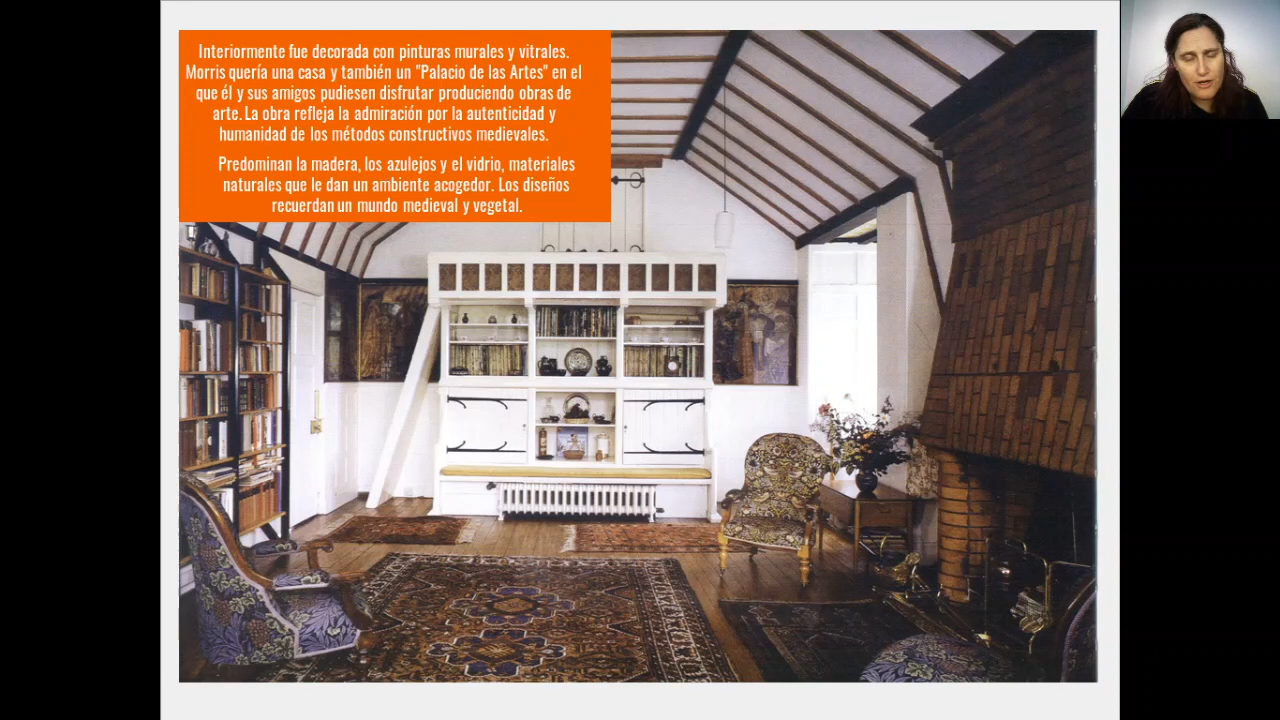 Interiormente fue decorada con pinturas murales y vitrales.
Morris quería una casa y también un "Palacio de las Artes" en el
que él y sus amigos pudiesen disfrutar produciendo obras de
arte. La obra refleja la admiración por la autenticidad y
humanidad de los métodos constructivos medievales.
Predominan la madera, los azulejos y el vidrio, materiales
naturales que le dan un ambiente acogedor. Los diseños
recuerdan un mundo medieval y vegetal.